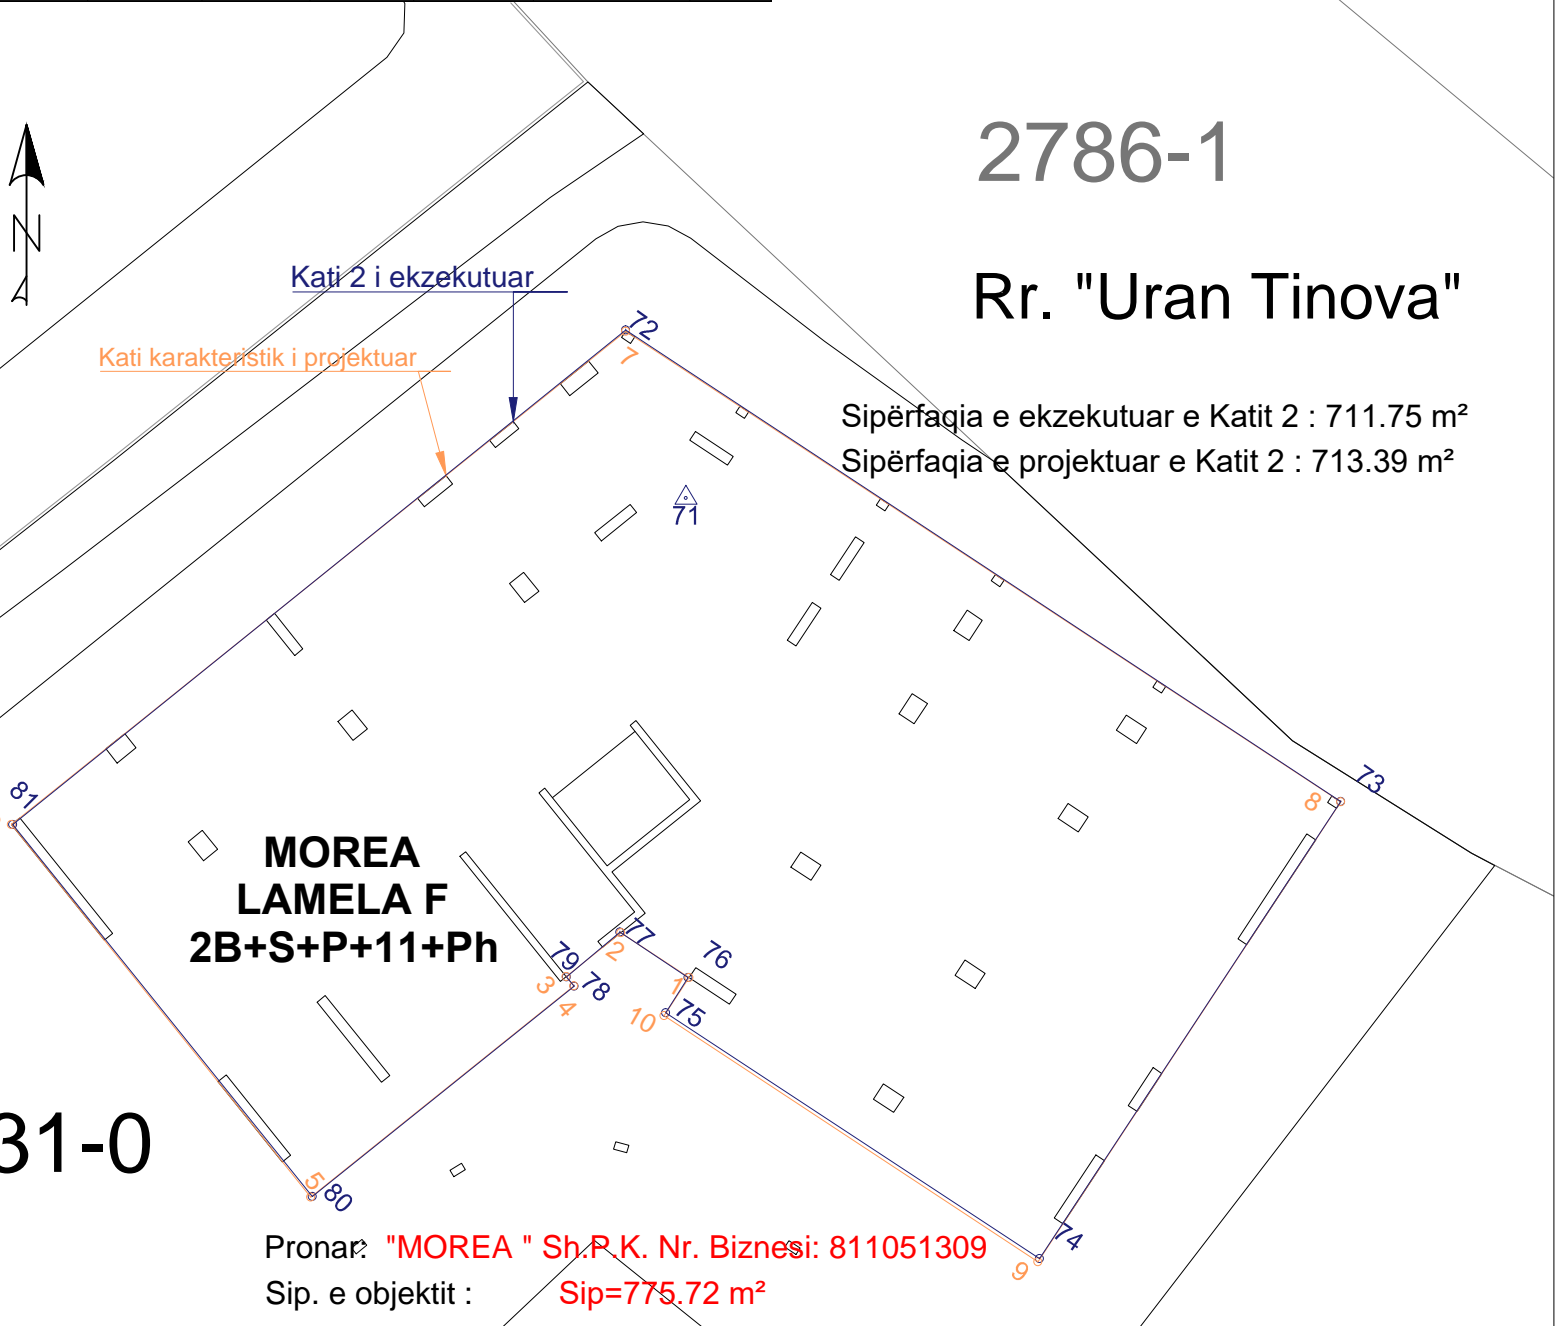 2786-1
N
Rr. "Uran Tinova"
Kati 2 i ekzekutuar
Kati karakteristik i projektuar
72
7
Sipërfaqia e ekzekutuar e Katit 2 : 711.75 m²
Sipërfaqia e projektuar e Katit 2 : 713.39 m²
71
73
8
81
MOREA
LAMELA F
2B+S+P+11+Ph
77
2
76
79
3
78
4
1
75
10
31-0
5
80
74
9
Pronar: "MOREA " Sh.P.K. Nr. Biznesi: 811051309
Sip. e objektit : Sip=775.72 m²